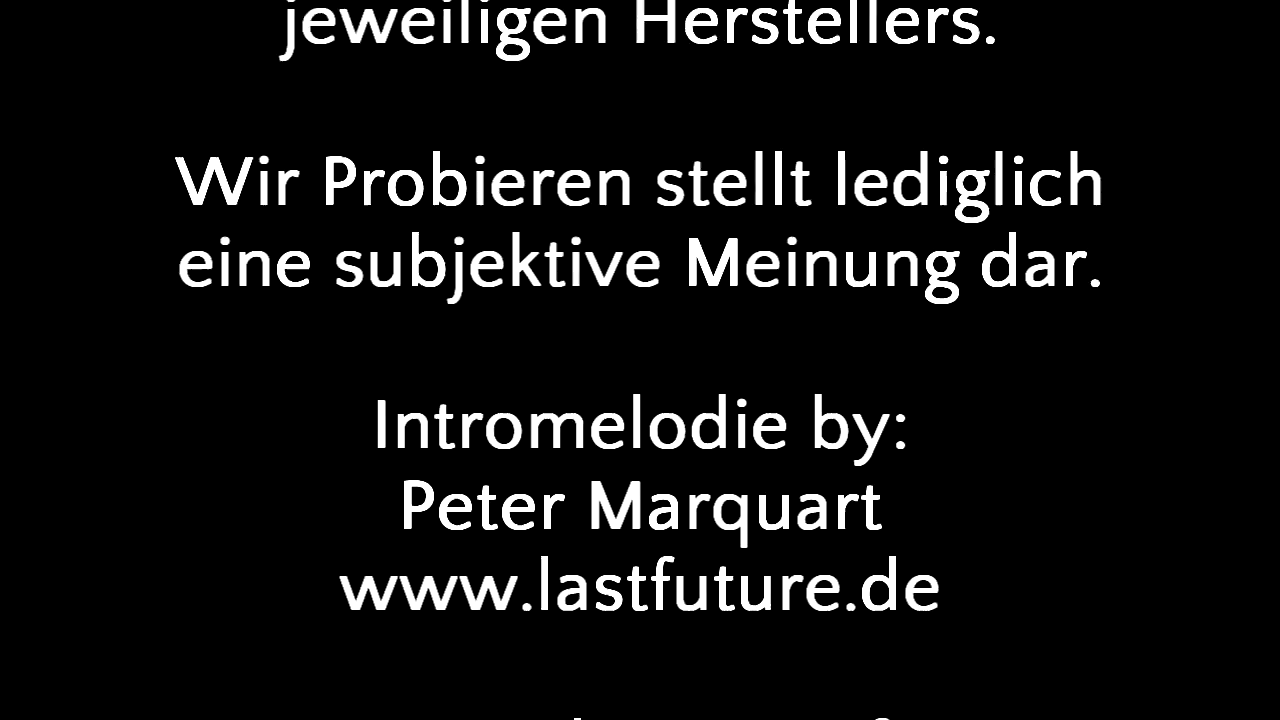 jeweiligen Herstellers.
Wir Probieren stellt lediglich
eine subjektive Meinung dar.
Intromelodie by:
Peter Marquart
www.lastfuture.de